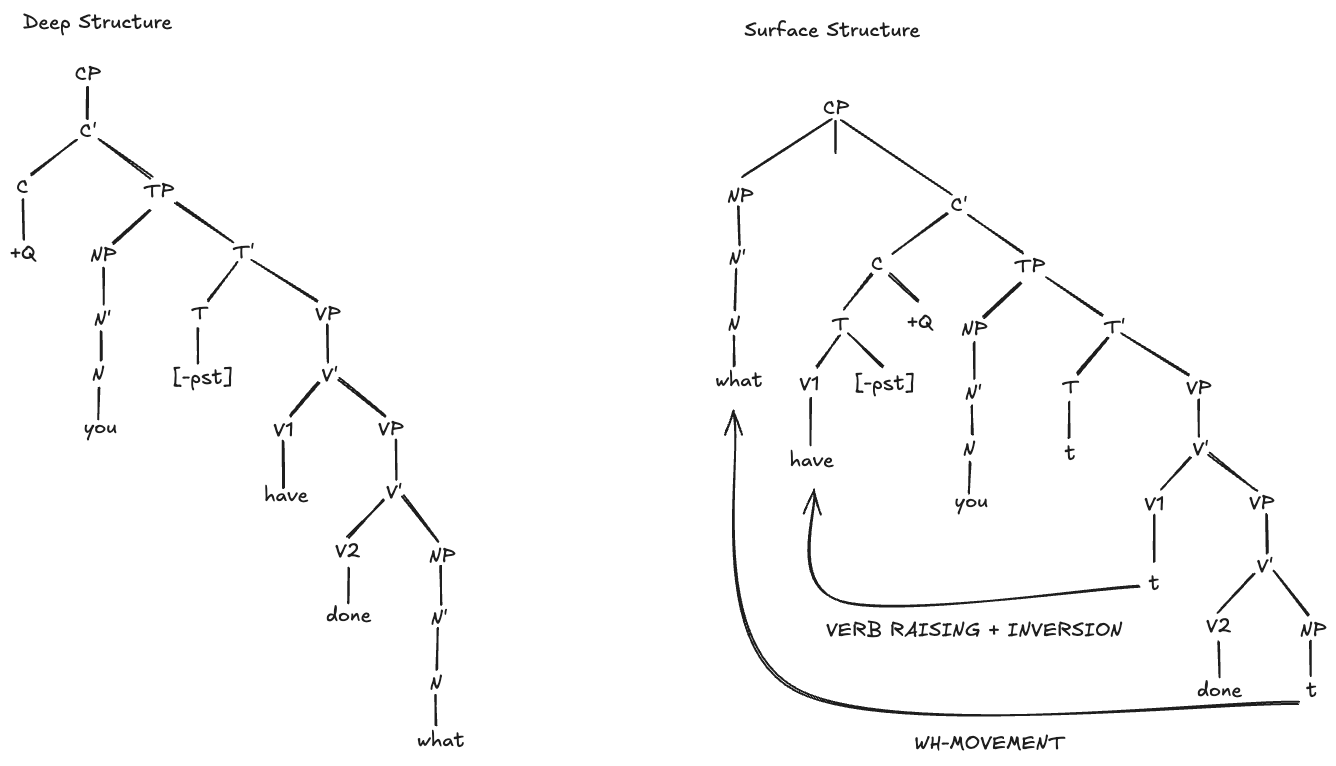 Deep Structure
CP
C'
C TP
+Q NP T'
N' T VP
N [-pst] V'
you V1 VP
have V'
V2 NP
done N'
N
what
Surface Structure
CP
NP C'
N' C TP
N T +Q NP T'
what V1 [-pst] N' T VP
have N t V'
you V1 VP
t V'
VERB RAISING + INVERSION V2 NP
done t
WH-MOVEMENT